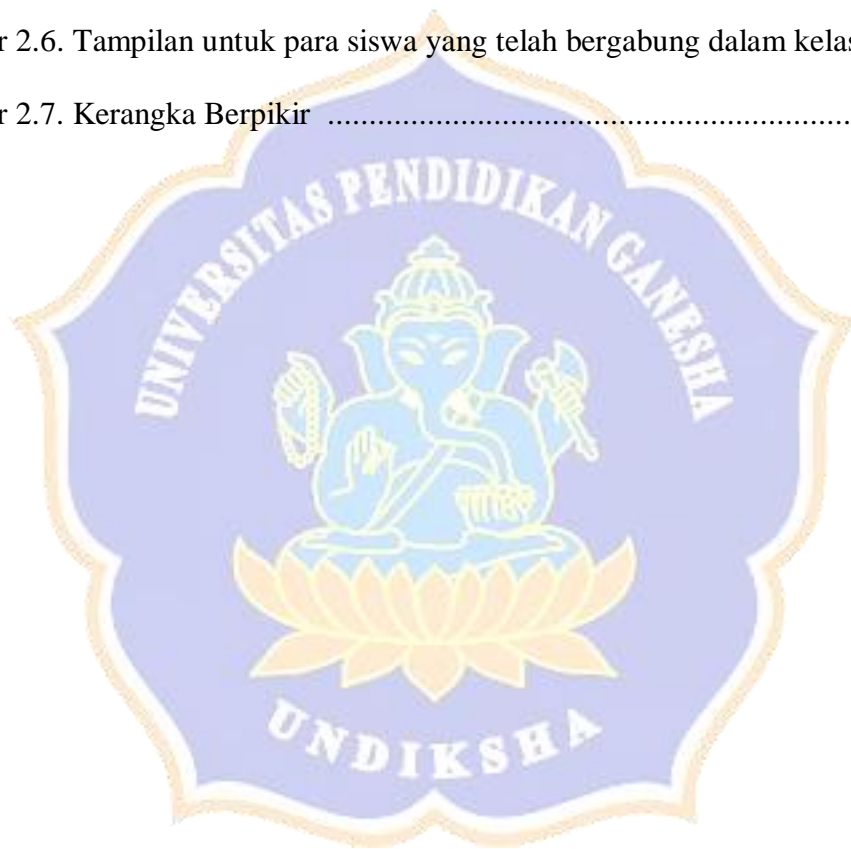 r 2.6. Tampilan untuk para siswa yang telah bergabung dalam kelas
r 2.7. Kerangka Berpikir ................................................................
UNIVERSITAS PENDIDIKAN GANESHA
UNDIKSHA